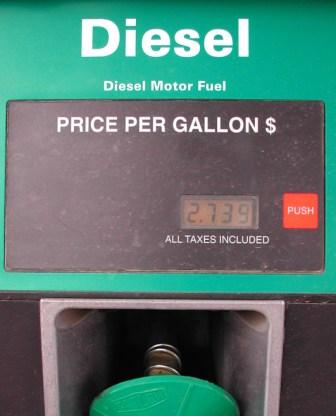 Diesel
Diesel Motor Fuel
PRICE PER GALLON $
2.739
PUSH
ALL TAXES INCLUDED